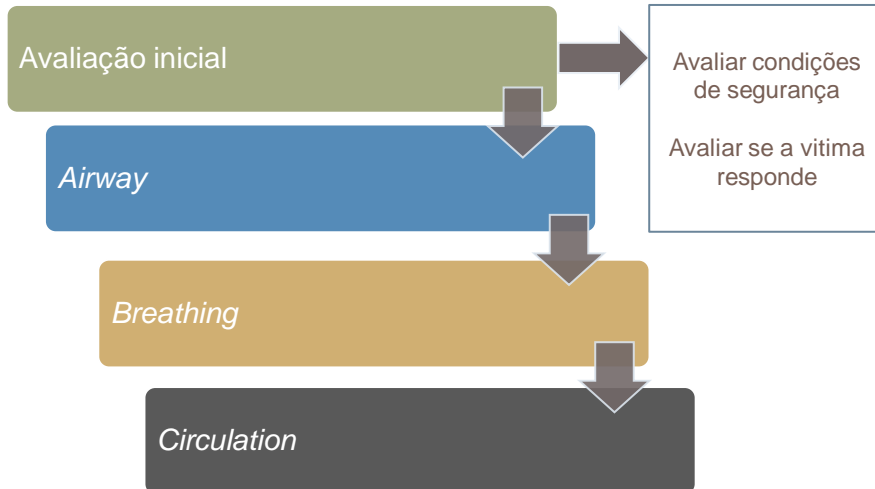 Avaliação inicial
Avaliar condições
de segurança
Avaliar se a vitima
responde
Airway
Breathing
Circulation